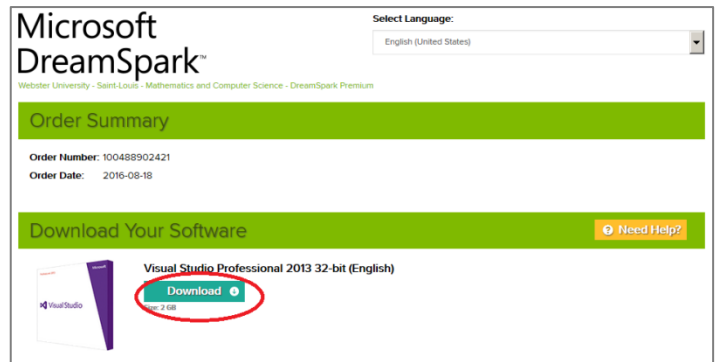 Microsoft
DreamSpark™
Select Language:
English (United States)
Webster University - Saint-Louis - Mathematics and Computer Science - DreamSpark Premium
Order Summary
Order Number: 100488902421
Order Date: 2016-08-18
Download Your Software
Need Help?
Visual Studio Professional 2013 32-bit (English)
Download
Size: 2 GB
Visual Studio